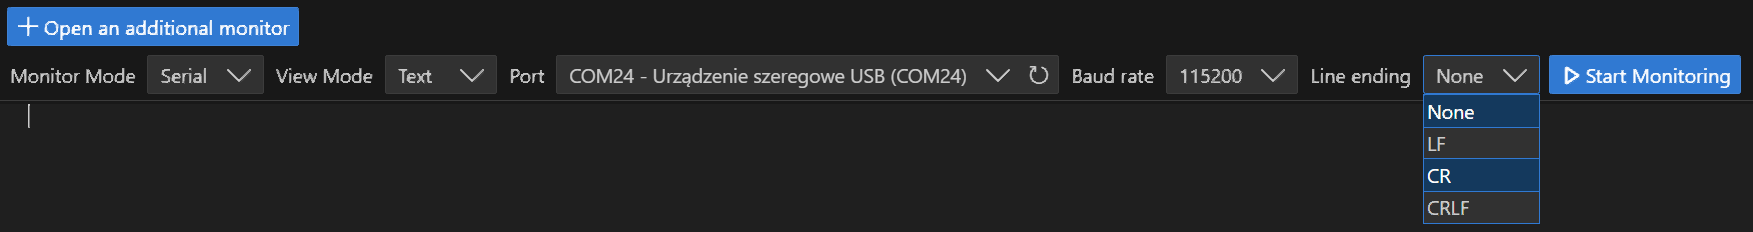 Open an additional monitor
Monitor Mode Serial View Mode Text Port COM24 - Urządzenie szeregowe USB (COM24) Baud rate 115200 Line ending None Start Monitoring
None
LF
CR
CRLF